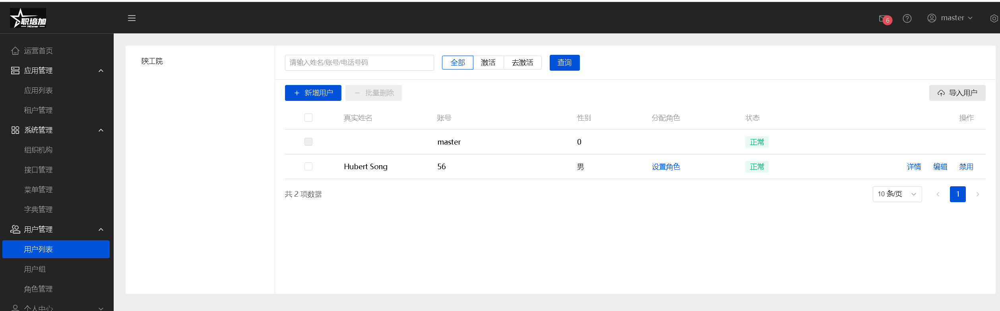 职培加
HiCareer
6
master
运营首页
应用管理
应用列表
租户管理
系统管理
组织机构
接口管理
菜单管理
字典管理
用户管理
用户列表
用户组
角色管理
个人中心
陕工院
请输入姓名/账号/电话号码 全部 激活 去激活 查询
新增用户 批量删除 导入用户
真实姓名 账号 性别 分配角色 状态 操作
master 0 正常
Hubert Song 56 男 设置角色 正常 详情 编辑 禁用
共 2 项数据 10 条/页 1